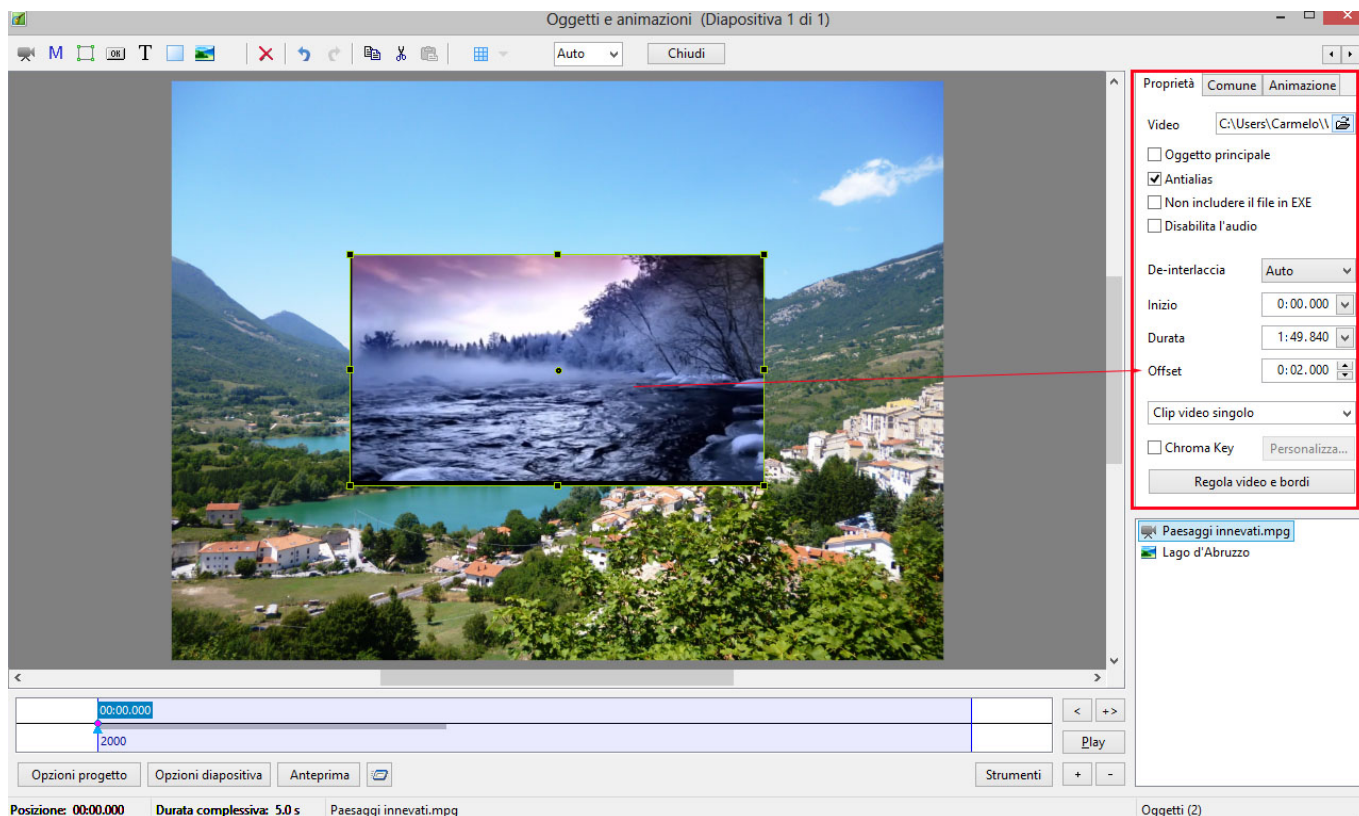 Oggetti e animazioni (Diapositiva 1 di 1)
M OK T Auto Chiudi
Proprietà Comune Animazione
Video C:\Users\Carmelo\\
Oggetto principale
Antialias
Non includere il file in EXE
Disabilita l'audio
De-interlaccia Auto
Inizio 0:00.000
Durata 1:49.840
Offset 0:02.000
Clip video singolo
Chroma Key Personalizza...
Regola video e bordi
Paesaggi innevati.mpg
Lago d'Abruzzo
00:00.000
2000
< +>
Play
Opzioni progetto Opzioni diapositiva Anteprima Strumenti + -
Posizione: 00:00.000 Durata complessiva: 5.0 s Paesaggi innevati.mpg Oggetti (2)